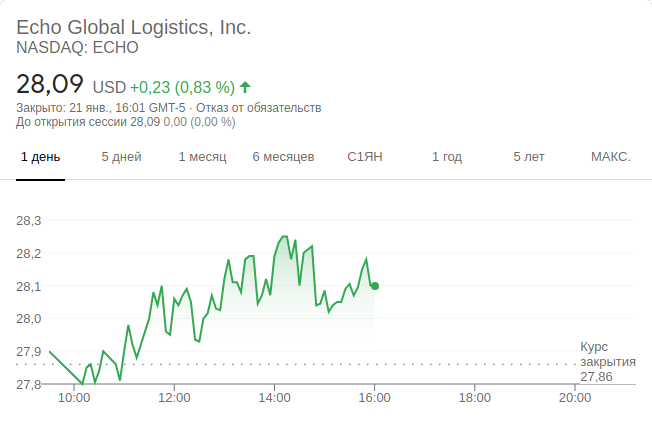 Echo Global Logistics, Inc.
NASDAQ: ECHO
28,09 USD +0,23 (0,83 %) ↑
Закрыто: 21 янв., 16:01 GMT-5 · Отказ от обязательств
До открытия сессии 28,09 0,00 (0,00 %)
1 день 5 дней 1 месяц 6 месяцев С1ЯН 1 год 5 лет МАКС.
28,3
28,2
28,1
28,0
27,9
27,8
Курс
закрытия
27,86
10:00 12:00 14:00 16:00 18:00 20:00